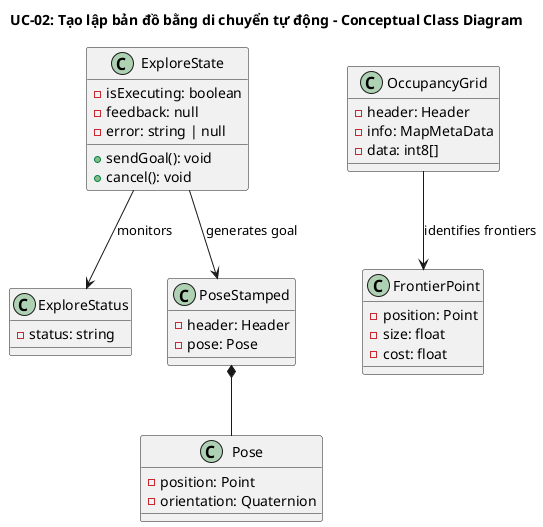 UC-02: Tạo lập bản đồ bằng di chuyển tự động - Conceptual Class Diagram
C ExploreState
isExecuting: boolean
feedback: null
error: string | null
sendGoal(): void
cancel(): void
C OccupancyGrid
header: Header
info: MapMetaData
data: int8[]
monitors
generates goal
identifies frontiers
C ExploreStatus
status: string
C PoseStamped
header: Header
pose: Pose
C FrontierPoint
position: Point
size: float
cost: float
C Pose
position: Point
orientation: Quaternion